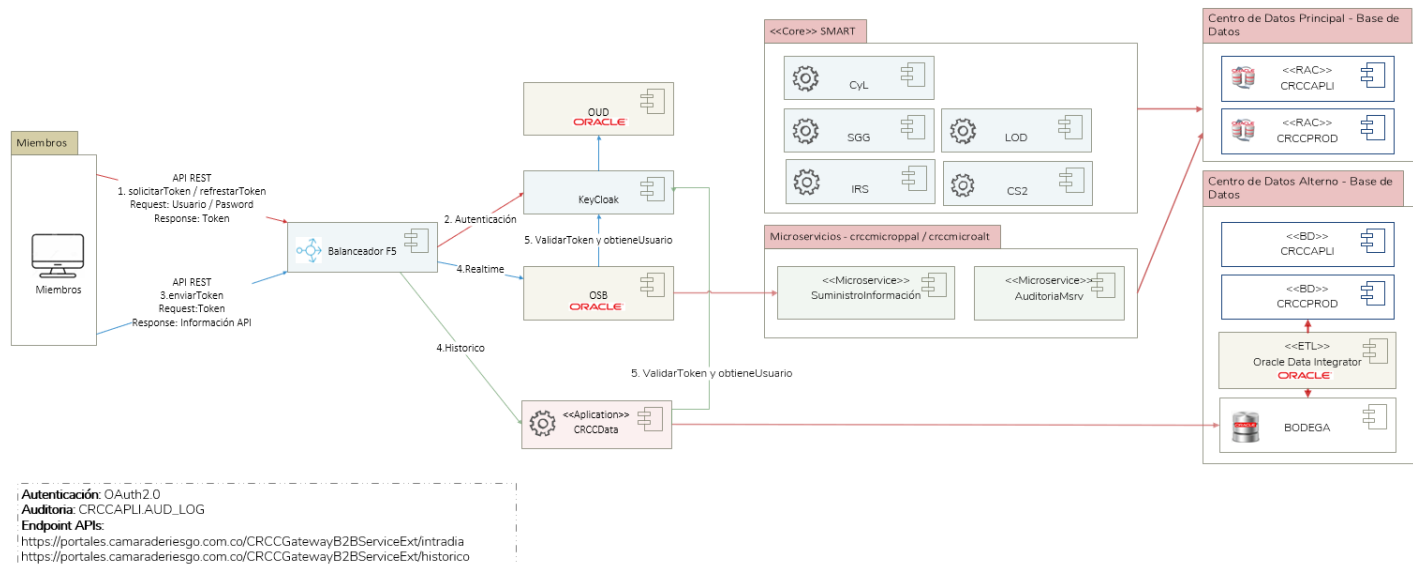 Miembros
Miembros
API REST
1. solicitarToken / refrestarToken
Request: Usuario / Pasword
Response: Token
API REST
3.enviarToken
Request:Token
Response: Información API
Balanceador F5
2. Autenticación
4.Realtime
4.Historico
OUD
ORACLE
KeyCloak
5. ValidarToken y obtieneUsuario
OSB
ORACLE
5. ValidarToken y obtieneUsuario
<<Aplication>>
CRCCData
<<Core>> SMART
CyL
SGG
LOD
IRS
CS2
Microservicios - crccmicroppal / crccmicroalt
<<Microservice>>
SuministroInformación
<<Microservice>>
AuditoriaMsrv
Centro de Datos Principal - Base de
Datos
<<RAC>>
CRCCAPLI
<<RAC>>
CRCCPROD
Centro de Datos Alterno - Base de
Datos
<<BD>>
CRCCAPLI
<<BD>>
CRCCPROD
<<ETL>>
Oracle Data Integrator
ORACLE
BODEGA
Autenticación: OAuth2.0
Auditoria: CRCCAPLI.AUD_LOG
Endpoint APIs:
https://portales.camaraderiesgo.com.co/CRCCGatewayB2BServiceExt/intradia
https://portales.camaraderiesgo.com.co/CRCCGatewayB2BServiceExt/historico